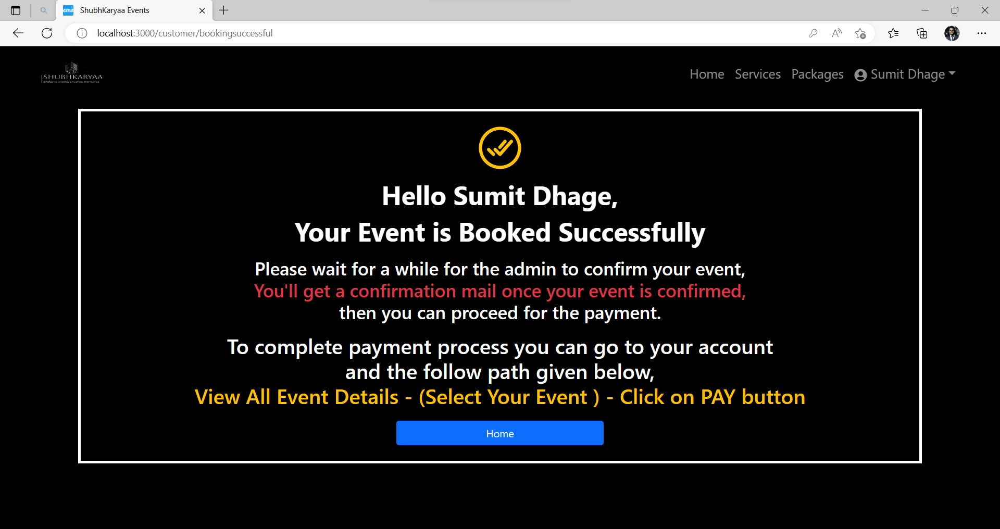 cms ShubhKaryaa Events
localhost:3000/customer/bookingsuccessful
SHUBHKARYAA
Home Services Packages Sumit Dhage
Hello Sumit Dhage,
Your Event is Booked Successfully
Please wait for a while for the admin to confirm your event,
You'll get a confirmation mail once your event is confirmed,
then you can proceed for the payment.
To complete payment process you can go to your account
and the follow path given below,
View All Event Details - (Select Your Event ) - Click on PAY button
Home